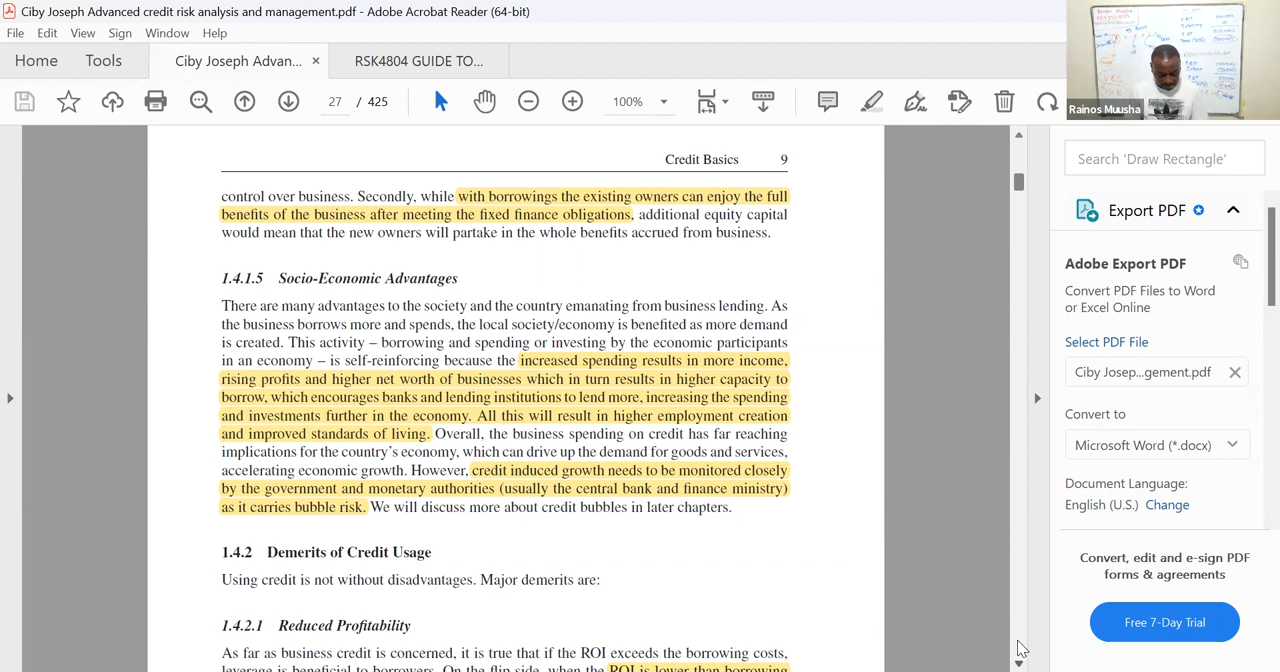 Ciby Joseph Advanced credit risk analysis and management.pdf - Adobe Acrobat Reader (64-bit)
File Edit View Sign Window Help
Home Tools Ciby Joseph Advan... × RSK4804 GUIDE TO...
27 / 425 100%
Rainos Muusha
Credit Basics 9
control over business. Secondly, while with borrowings the existing owners can enjoy the full
benefits of the business after meeting the fixed finance obligations, additional equity capital
would mean that the new owners will partake in the whole benefits accrued from business.
1.4.1.5 Socio-Economic Advantages
There are many advantages to the society and the country emanating from business lending. As
the business borrows more and spends, the local society/economy is benefited as more demand
is created. This activity – borrowing and spending or investing by the economic participants
in an economy – is self-reinforcing because the increased spending results in more income,
rising profits and higher net worth of businesses which in turn results in higher capacity to
borrow, which encourages banks and lending institutions to lend more, increasing the spending
and investments further in the economy. All this will result in higher employment creation
and improved standards of living. Overall, the business spending on credit has far reaching
implications for the country's economy, which can drive up the demand for goods and services,
accelerating economic growth. However, credit induced growth needs to be monitored closely
by the government and monetary authorities (usually the central bank and finance ministry)
as it carries bubble risk. We will discuss more about credit bubbles in later chapters.
1.4.2 Demerits of Credit Usage
Using credit is not without disadvantages. Major demerits are:
1.4.2.1 Reduced Profitability
As far as business credit is concerned, it is true that if the ROI exceeds the borrowing costs,
leverage is beneficial to borrowers. On the flip side, when the ROI is lower than borrowing
Search 'Draw Rectangle'
Export PDF
Adobe Export PDF
Convert PDF Files to Word
or Excel Online
Select PDF File
Ciby Josep...gement.pdf
Convert to
Microsoft Word (*.docx)
Document Language:
English (U.S.) Change
Convert, edit and e-sign PDF
forms & agreements
Free 7-Day Trial